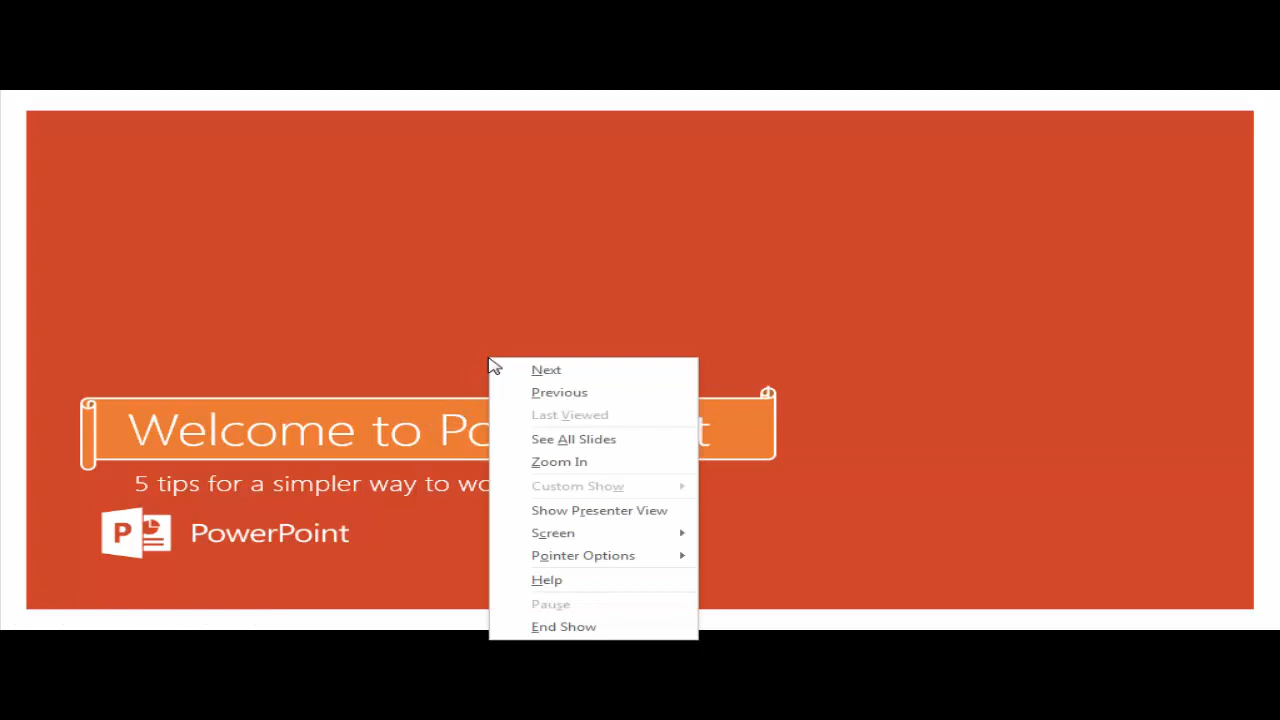 Next
Previous
Last Viewed
Welcome to Po t
See All Slides
Zoom In
5 tips for a simpler way to wo
Custom Show
Show Presenter View
P PowerPoint
Screen
Pointer Options
Help
Pause
End Show